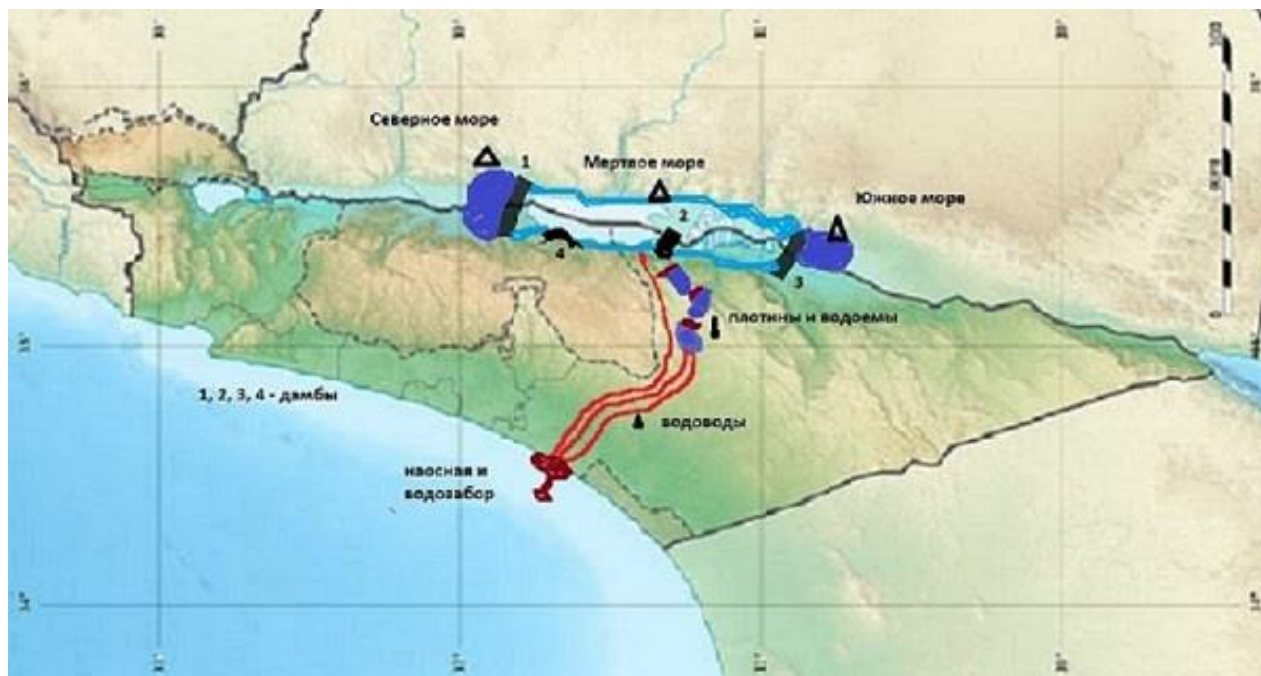 Северное море
1
Мертвое море
2
Южное море
4
3
плотины и водоемы
1, 2, 3, 4 - дамбы
водоводы
наосная и
водозабор